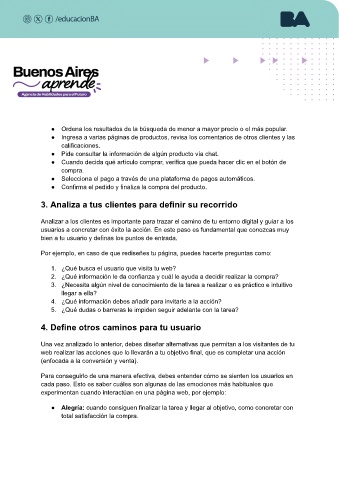 /educacionBA
BA
Buenos Aires
aprende
Agencia de Habilidades para el Futuro
● Ordena los resultados de la búsqueda de menor a mayor precio o el más popular.
● Ingresa a varias páginas de productos, revisa los comentarios de otros clientes y las
calificaciones.
● Pide consultar la información de algún producto vía chat.
● Cuando decida qué artículo comprar, verifica que pueda hacer clic en el botón de
compra.
● Selecciona el pago a través de una plataforma de pagos automáticos.
● Confirma el pedido y finaliza la compra del producto.
3. Analiza a tus clientes para definir su recorrido
Analizar a los clientes es importante para trazar el camino de tu entorno digital y guiar a los
usuarios a concretar con éxito la acción. En este paso es fundamental que conozcas muy
bien a tu usuario y definas los puntos de entrada.
Por ejemplo, en caso de que rediseñes tu página, puedes hacerte preguntas como:
1. ¿Qué busca el usuario que visita tu web?
2. ¿Qué información le da confianza y cuál le ayuda a decidir realizar la compra?
3. ¿Necesita algún nivel de conocimiento de la tarea a realizar o es práctico e intuitivo
llegar a ella?
4. ¿Qué información debes añadir para invitarle a la acción?
5. ¿Qué dudas o barreras le impiden seguir adelante con la tarea?
4. Define otros caminos para tu usuario
Una vez analizado lo anterior, debes diseñar alternativas que permitan a los visitantes de tu
web realizar las acciones que lo llevarán a tu objetivo final, que es completar una acción
(enfocada a la conversión y venta).
Para conseguirlo de una manera efectiva, debes entender cómo se sienten los usuarios en
cada paso. Esto es saber cuáles son algunas de las emociones más habituales que
experimentan cuando interactúan en una página web, por ejemplo:
● Alegría: cuando consiguen finalizar la tarea y llegar al objetivo, como concretar con
total satisfacción la compra.